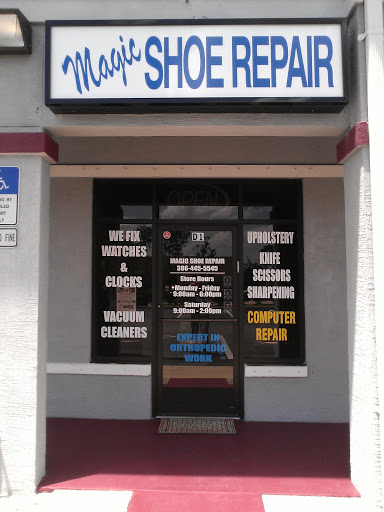 Magic SHOE REPAIR
OPEN
WE FIX
WATCHES
&
CLOCKS
VACUUM
CLEANERS
D1
MAGIC SHOE REPAIR
386-445-5545
Store Hours
Monday - Friday
9:00am - 6:00pm
Saturday
9:00am - 2:00pm
EXPERT IN
ORTHOPEDIC
WORK
UPHOLSTERY
KNIFE
SCISSORS
SHARPENING
COMPUTER
REPAIR
FINE